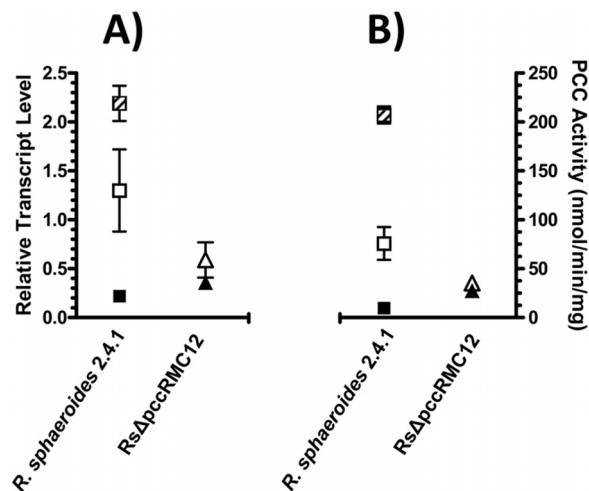 A)
B)
Relative Transcript Level
2.5
2.0
1.5
1.0
0.5
0.0
R. sphaeroides 2.4.1
RsΔpccRMC12
PCC Activity (nmol/min/mg)
250
200
150
100
50
0
R. sphaeroides 2.4.1
RsΔpccRMC12